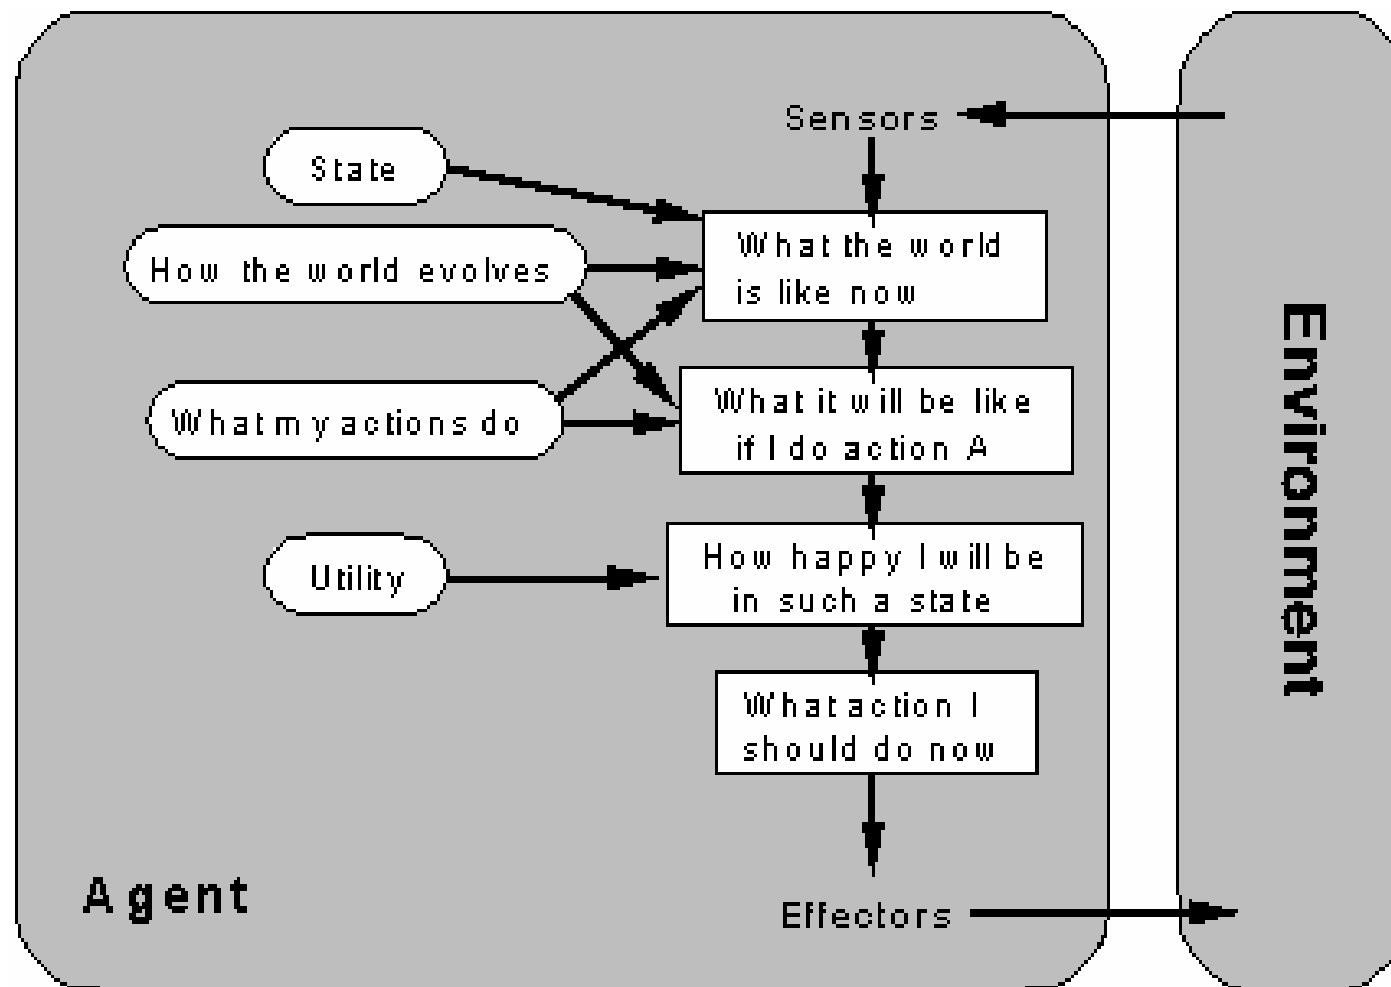 Sensors
State
What the world
is like now
How the world evolves
What it will be like
if I do action A
What my actions do
How happy I will be
in such a state
Utility
What action I
should do now
Agent
Effectors
Environment